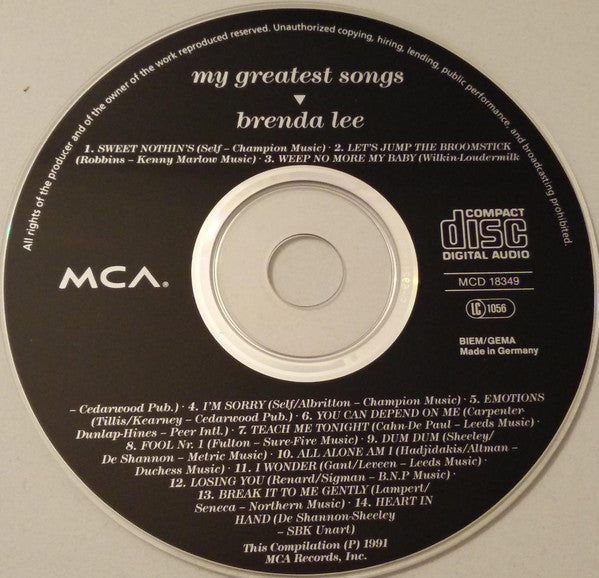 All rights of the producer and of the owner of the work reproduced reserved. Unauthorized copying, hiring, lending, public performance, and broadcasting prohibited.
my greatest songs
▼
brenda lee
1. SWEET NOTHIN'S (Self – Champion Music) · 2. LET'S JUMP THE BROOMSTICK
(Robbins – Kenny Marlow Music) · 3. WEEP NO MORE MY BABY (Wilkin-Loudermilk
MCA®
COMPACT
disc
DIGITAL AUDIO
MCD 18349
LC 1056
BIEM/GEMA
Made in Germany
– Cedarwood Pub.) · 4. I'M SORRY (Self/Albritton – Champion Music) · 5. EMOTIONS
(Tillis/Kearney – Cedarwood Pub.) · 6. YOU CAN DEPEND ON ME (Carpenter-
Dunlap-Hines – Peer Intl.) · 7. TEACH ME TONIGHT (Cahn-De Paul – Leeds Music) ·
8. FOOL Nr. 1 (Fulton – Sure-Fire Music) · 9. DUM DUM (Sheeley/
De Shannon – Metric Music) · 10. ALL ALONE AM I (Hadjidakis/Altman –
Duchess Music) · 11. I WONDER (Gant/Leveen – Leeds Music) ·
12. LOSING YOU (Renard/Sigman – B.N.P Music) ·
13. BREAK IT TO ME GENTLY (Lampert/
Seneca – Northern Music) · 14. HEART IN
HAND (De Shannon-Sheeley
– SBK Unart)
This Compilation (P) 1991
MCA Records, Inc.